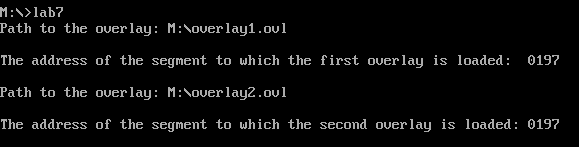 M:\>lab7
Path to the overlay: M:\overlay1.ovl
The address of the segment to which the first overlay is loaded:  0197
Path to the overlay: M:\overlay2.ovl
The address of the segment to which the second overlay is loaded: 0197